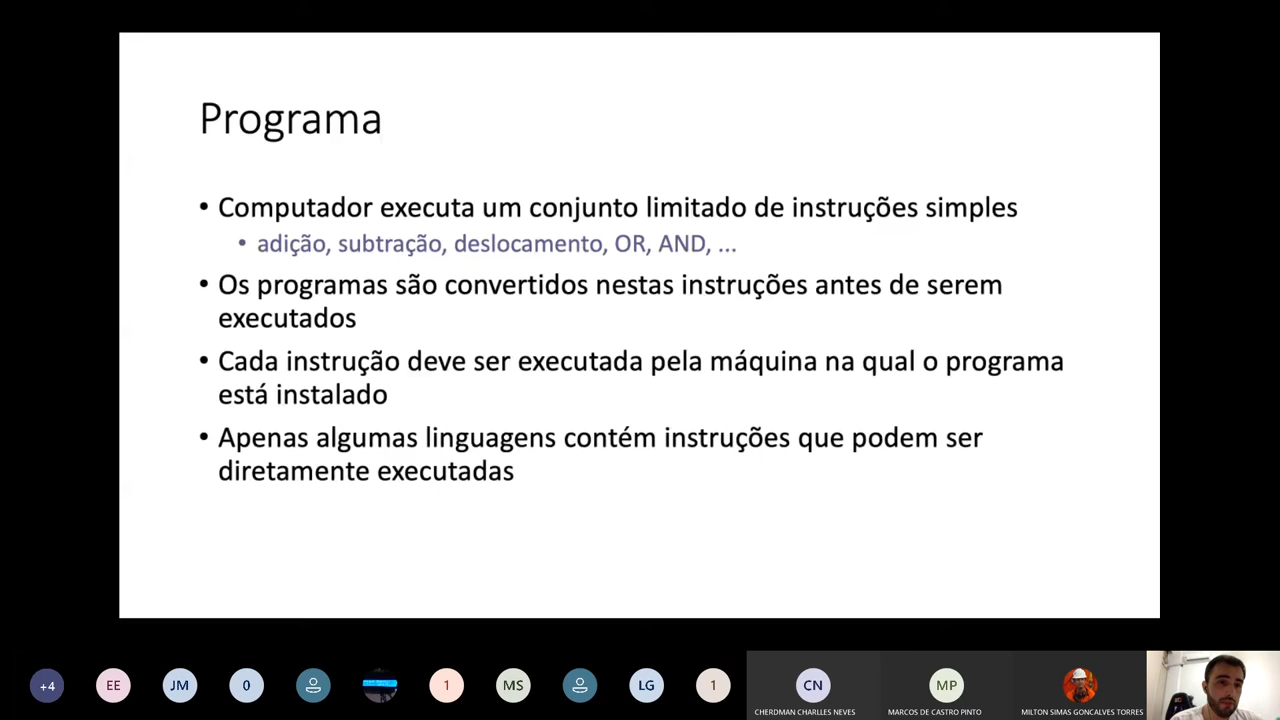 Programa
• Computador executa um conjunto limitado de instruções simples
• adição, subtração, deslocamento, OR, AND, ...
• Os programas são convertidos nestas instruções antes de serem
executados
• Cada instrução deve ser executada pela máquina na qual o programa
está instalado
• Apenas algumas linguagens contém instruções que podem ser
diretamente executadas
+4 EE JM 0 1 MS LG 1 CN MP
CHERDMAN CHARLLES NEVES MARCOS DE CASTRO PINTO MILTON SIMAS GONCALVES TORRES